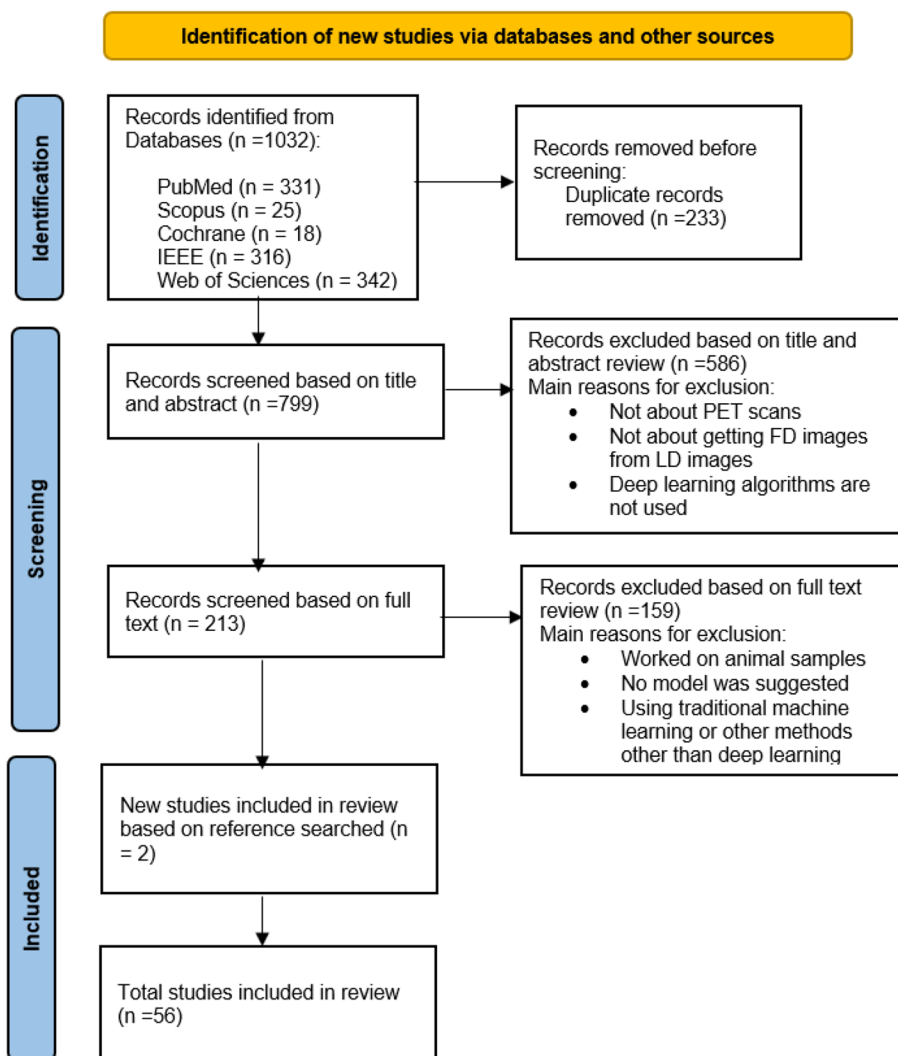 Identification of new studies via databases and other sources
Identification
Records identified from
Databases (n =1032):
PubMed (n = 331)
Scopus (n = 25)
Cochrane (n = 18)
IEEE (n = 316)
Web of Sciences (n = 342)
Records removed before
screening:
Duplicate records
removed (n =233)
Screening
Records screened based on title
and abstract (n =799)
Records excluded based on title and
abstract review (n =586)
Main reasons for exclusion:
• Not about PET scans
• Not about getting FD images
from LD images
• Deep learning algorithms are
not used
Records screened based on full
text (n = 213)
Records excluded based on full text
review (n =159)
Main reasons for exclusion:
• Worked on animal samples
• No model was suggested
• Using traditional machine
learning or other methods
other than deep learning
Included
New studies included in review
based on reference searched (n
= 2)
Total studies included in review
(n =56)